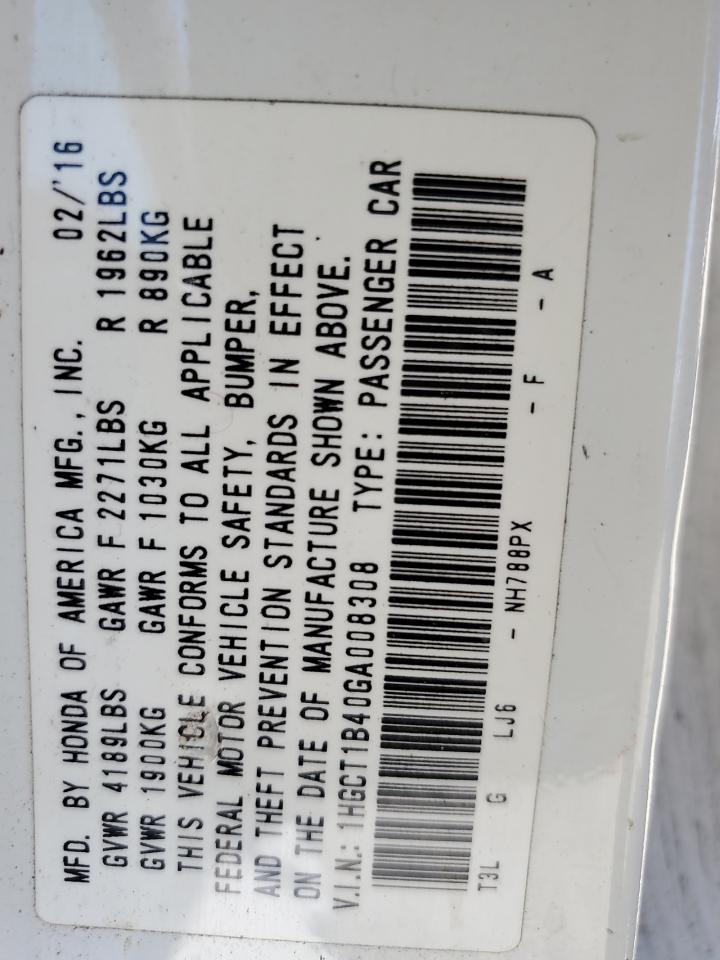 MFD. BY HONDA OF AMERICA MFG., INC. 02/'16
GVWR 4189LBS GAWR F 2271LBS R 1962LBS
GVWR 1900KG GAWR F 1030KG R 890KG
THIS VEHICLE CONFORMS TO ALL APPLICABLE
FEDERAL MOTOR VEHICLE SAFETY, BUMPER,
AND THEFT PREVENTION STANDARDS IN EFFECT
ON THE DATE OF MANUFACTURE SHOWN ABOVE.
V.I.N.: 1HGCT1B40GA008308 TYPE: PASSENGER CAR
T3L G LJ6 - NH788PX - F - A